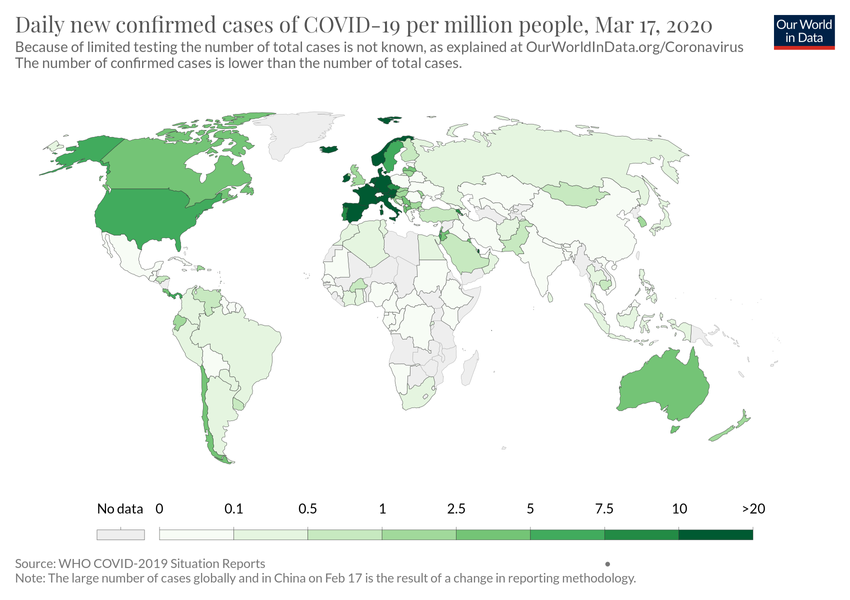 Daily new confirmed cases of COVID-19 per million people, Mar 17, 2020
Our World
in Data
Because of limited testing the number of total cases is not known, as explained at OurWorldInData.org/Coronavirus
The number of confirmed cases is lower than the number of total cases.
No data 0 0.1 0.5 1 2.5 5 7.5 10 >20
Source: WHO COVID-2019 Situation Reports
Note: The large number of cases globally and in China on Feb 17 is the result of a change in reporting methodology.